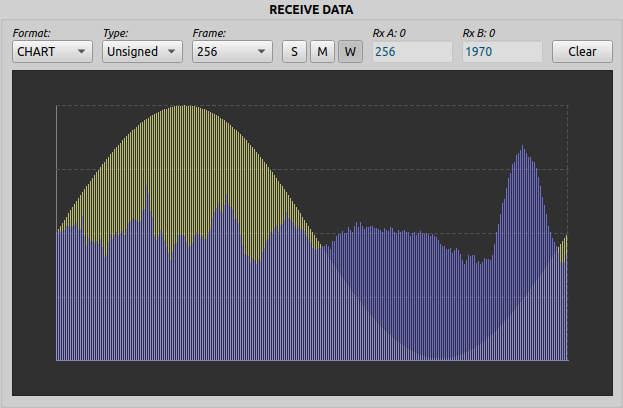 RECEIVE DATA
Format: Type: Frame: Rx A: 0 Rx B: 0
CHART Unsigned 256 S M W 256 1970 Clear